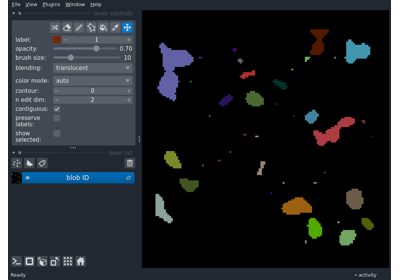 File View Plugins Window Help
layer controls
label: 1
opacity: 0.70
brush size: 10
blending: translucent
color mode: auto
contour: 0
n edit dim: 2
contiguous:
preserve
labels:
show
selected:
layer list
blob ID
Ready
activity